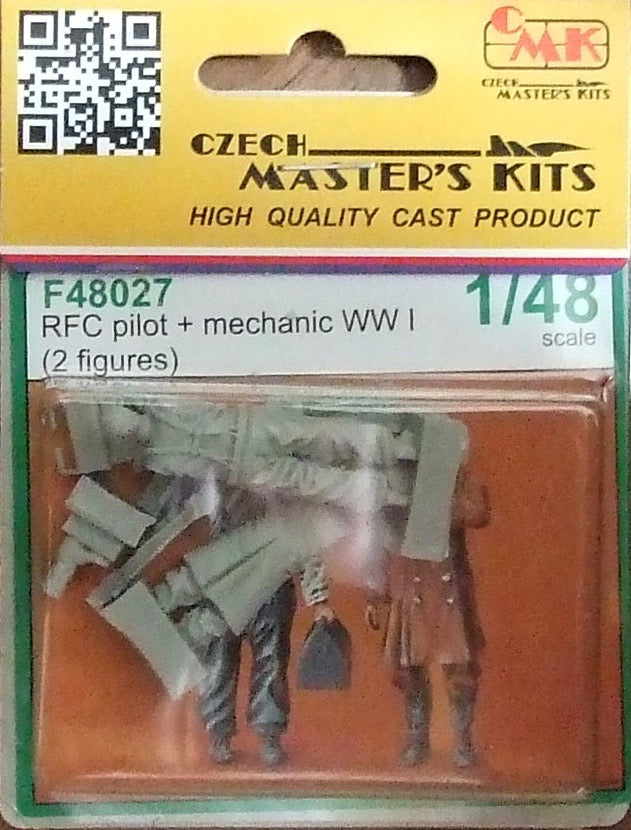 CMK
CZECH
MASTER'S KITS
CZECH
MASTER'S KITS
HIGH QUALITY CAST PRODUCT
F48027
1/48
RFC pilot + mechanic WW I
scale
(2 figures)